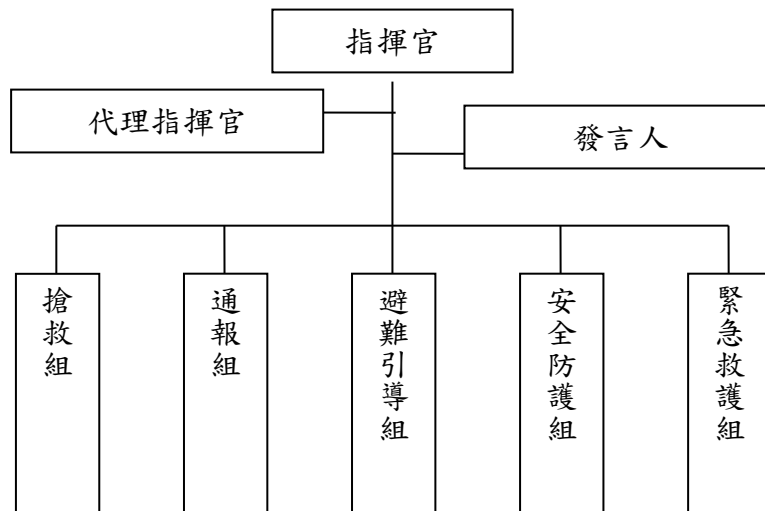 指揮官
代理指揮官
發言人
搶救組
通報組
避難引導組
安全防護組
緊急救護組